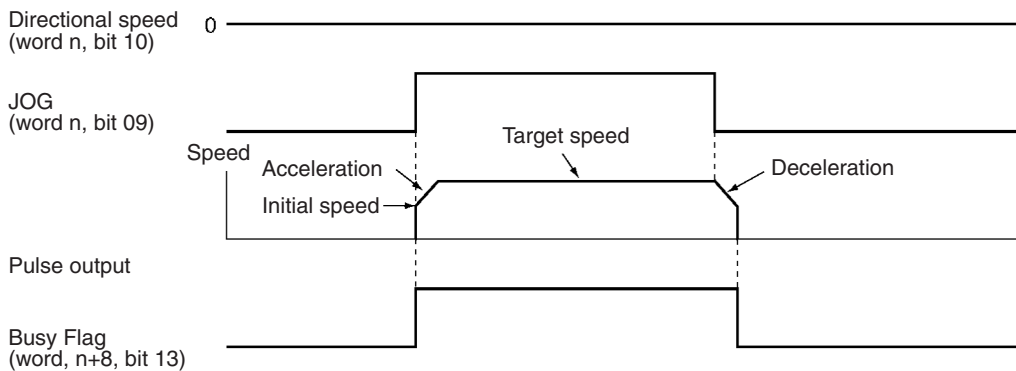 Directional speed
(word n, bit 10)
0
JOG
(word n, bit 09)
Speed
Target speed
Acceleration
Deceleration
Initial speed
Pulse output
Busy Flag
(word, n+8, bit 13)